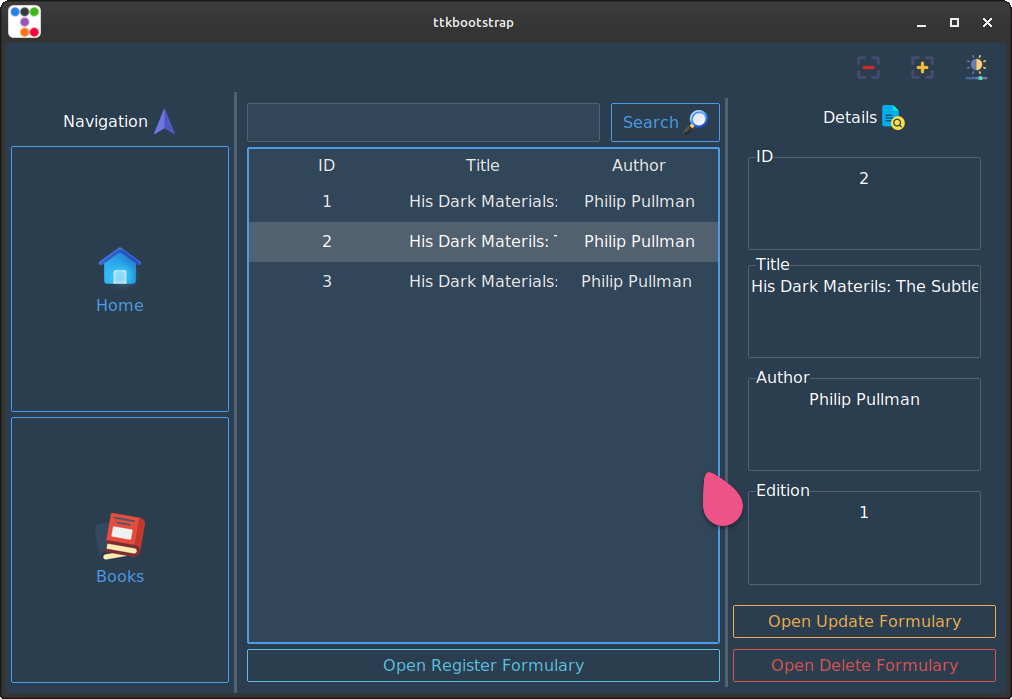 ttkbootstrap
Navigation
Home
Books
Search
ID Title Author
1 His Dark Materials: Philip Pullman
2 His Dark Materils: Philip Pullman
3 His Dark Materials: Philip Pullman
Open Register Formulary
Details
ID
2
Title
His Dark Materils: The Subtle
Author
Philip Pullman
Edition
1
Open Update Formulary
Open Delete Formulary